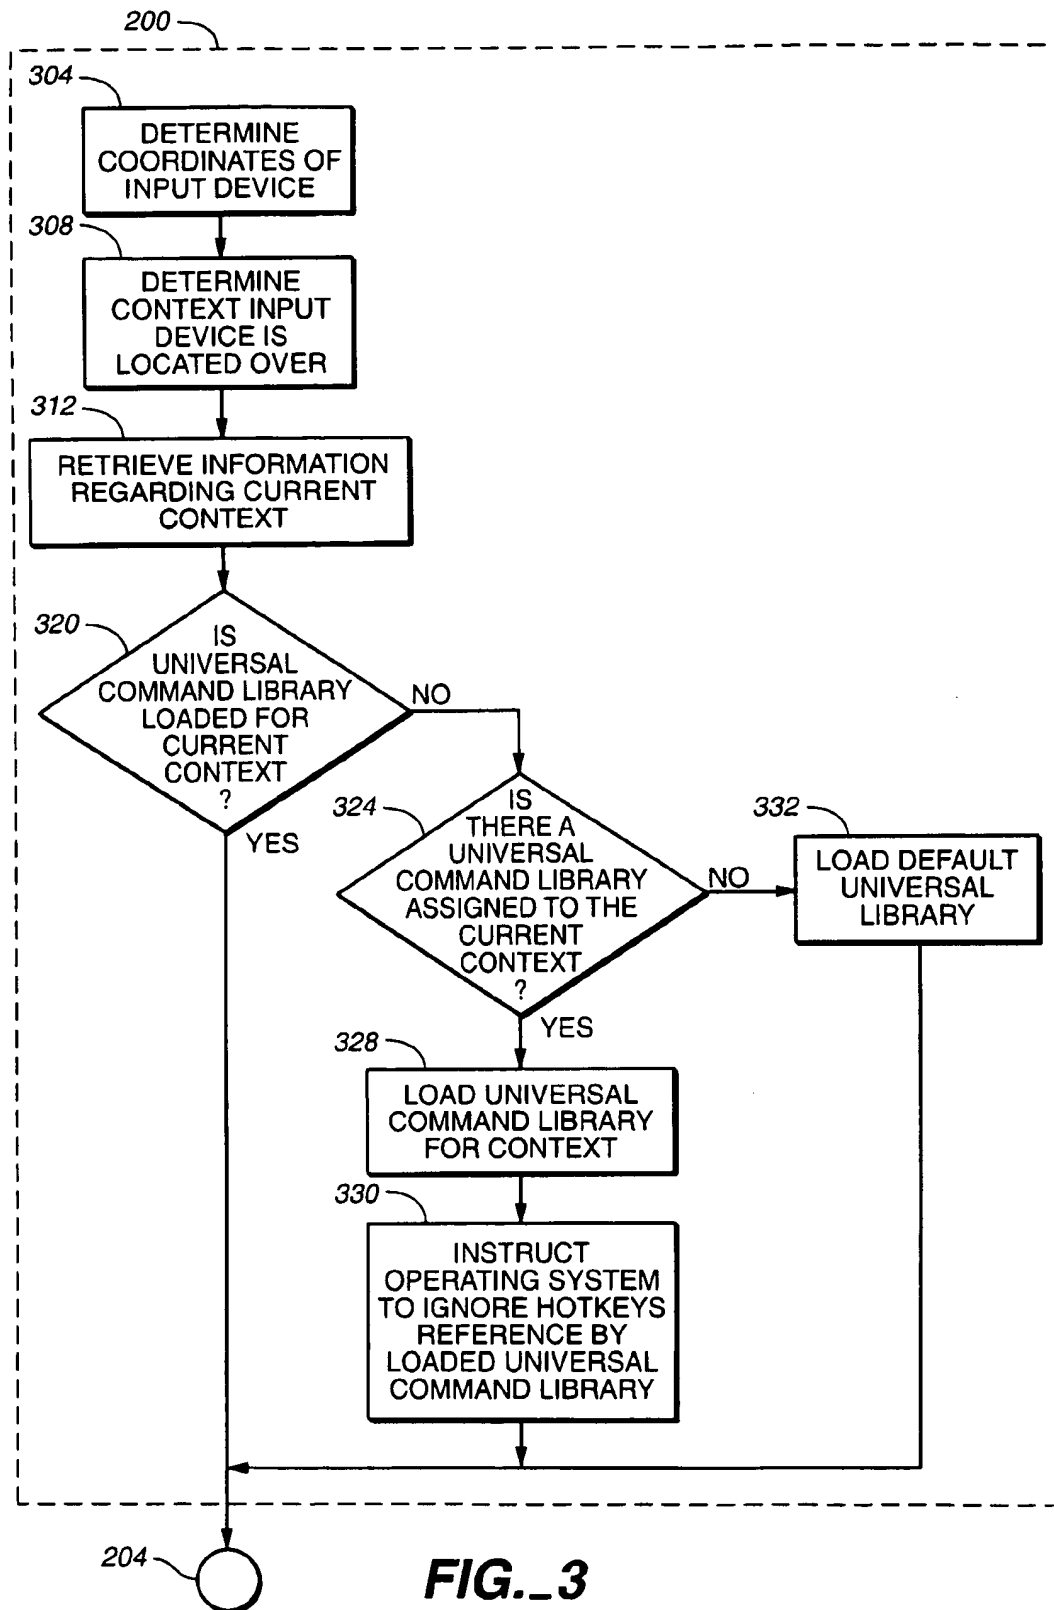 200
304
DETERMINE
COORDINATES OF
INPUT DEVICE
308
DETERMINE
CONTEXT INPUT
DEVICE IS
LOCATED OVER
312
RETRIEVE INFORMATION
REGARDING CURRENT
CONTEXT
320
IS
UNIVERSAL
COMMAND LIBRARY
LOADED FOR
CURRENT
CONTEXT
?
NO
YES
324
IS
THERE A
UNIVERSAL
COMMAND LIBRARY
ASSIGNED TO THE
CURRENT
CONTEXT
?
NO
YES
332
LOAD DEFAULT
UNIVERSAL
LIBRARY
328
LOAD UNIVERSAL
COMMAND LIBRARY
FOR CONTEXT
330
INSTRUCT
OPERATING SYSTEM
TO IGNORE HOTKEYS
REFERENCE BY
LOADED UNIVERSAL
COMMAND LIBRARY
204
FIG._3